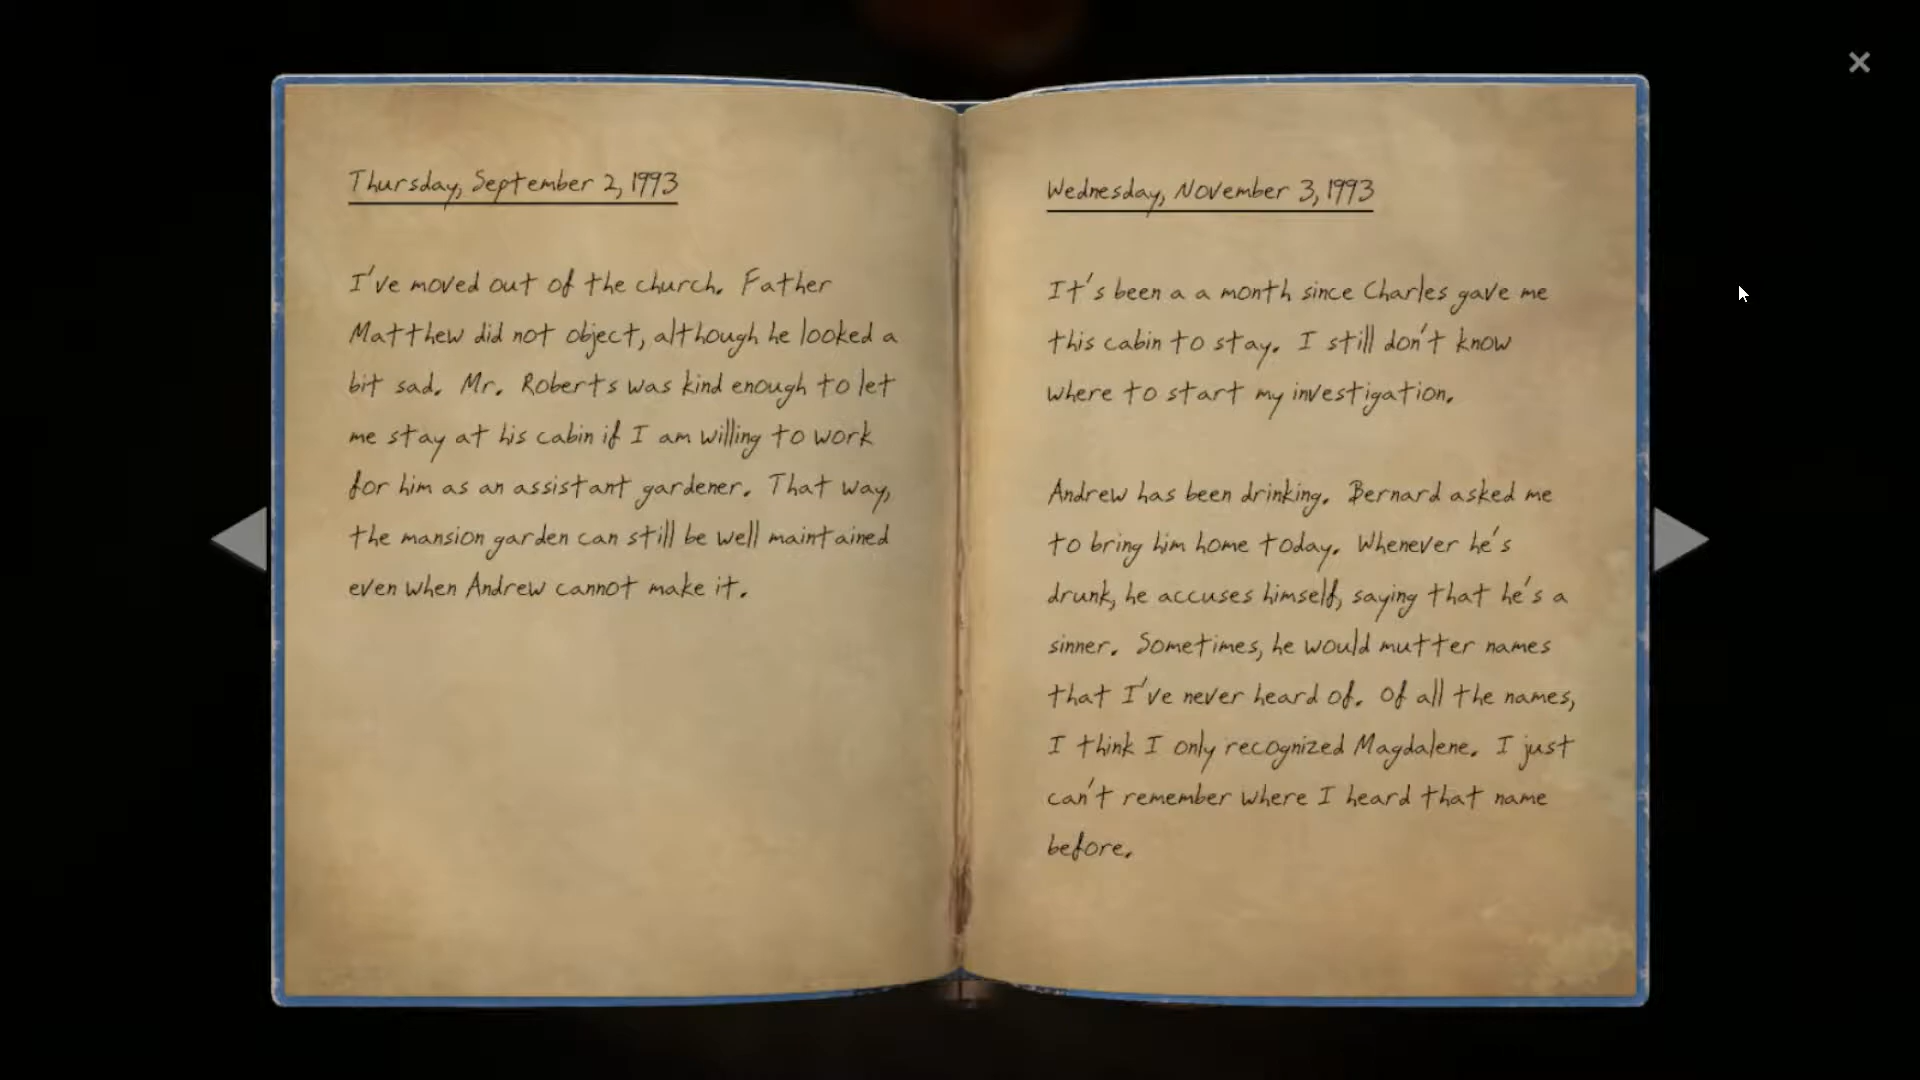 Thursday, September 2, 1993
I've moved out of the church. Father
Matthew did not object, although he looked a
bit sad. Mr. Roberts was kind enough to let
me stay at his cabin if I am willing to work
for him as an assistant gardener. That way,
the mansion garden can still be well maintained
even when Andrew cannot make it.
Wednesday, November 3, 1993
It's been a a month since Charles gave me
this cabin to stay. I still don't know
where to start my investigation.
Andrew has been drinking. Bernard asked me
to bring him home today. Whenever he's
drunk, he accuses himself, saying that he's a
sinner. Sometimes, he would mutter names
that I've never heard of. Of all the names,
I think I only recognized Magdalene. I just
can't remember where I heard that name
before.